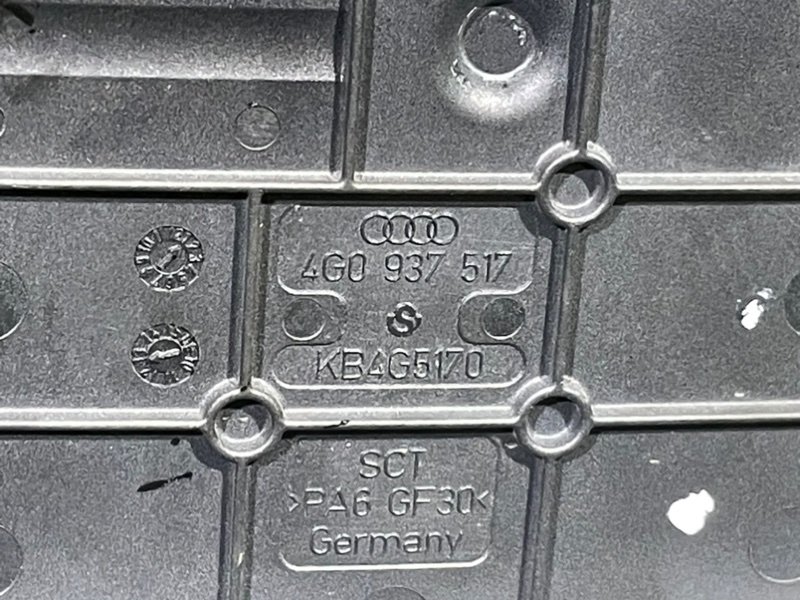 4G0 937 517
S
KB4G5170
SCT
>PA6 GF30<
Germany